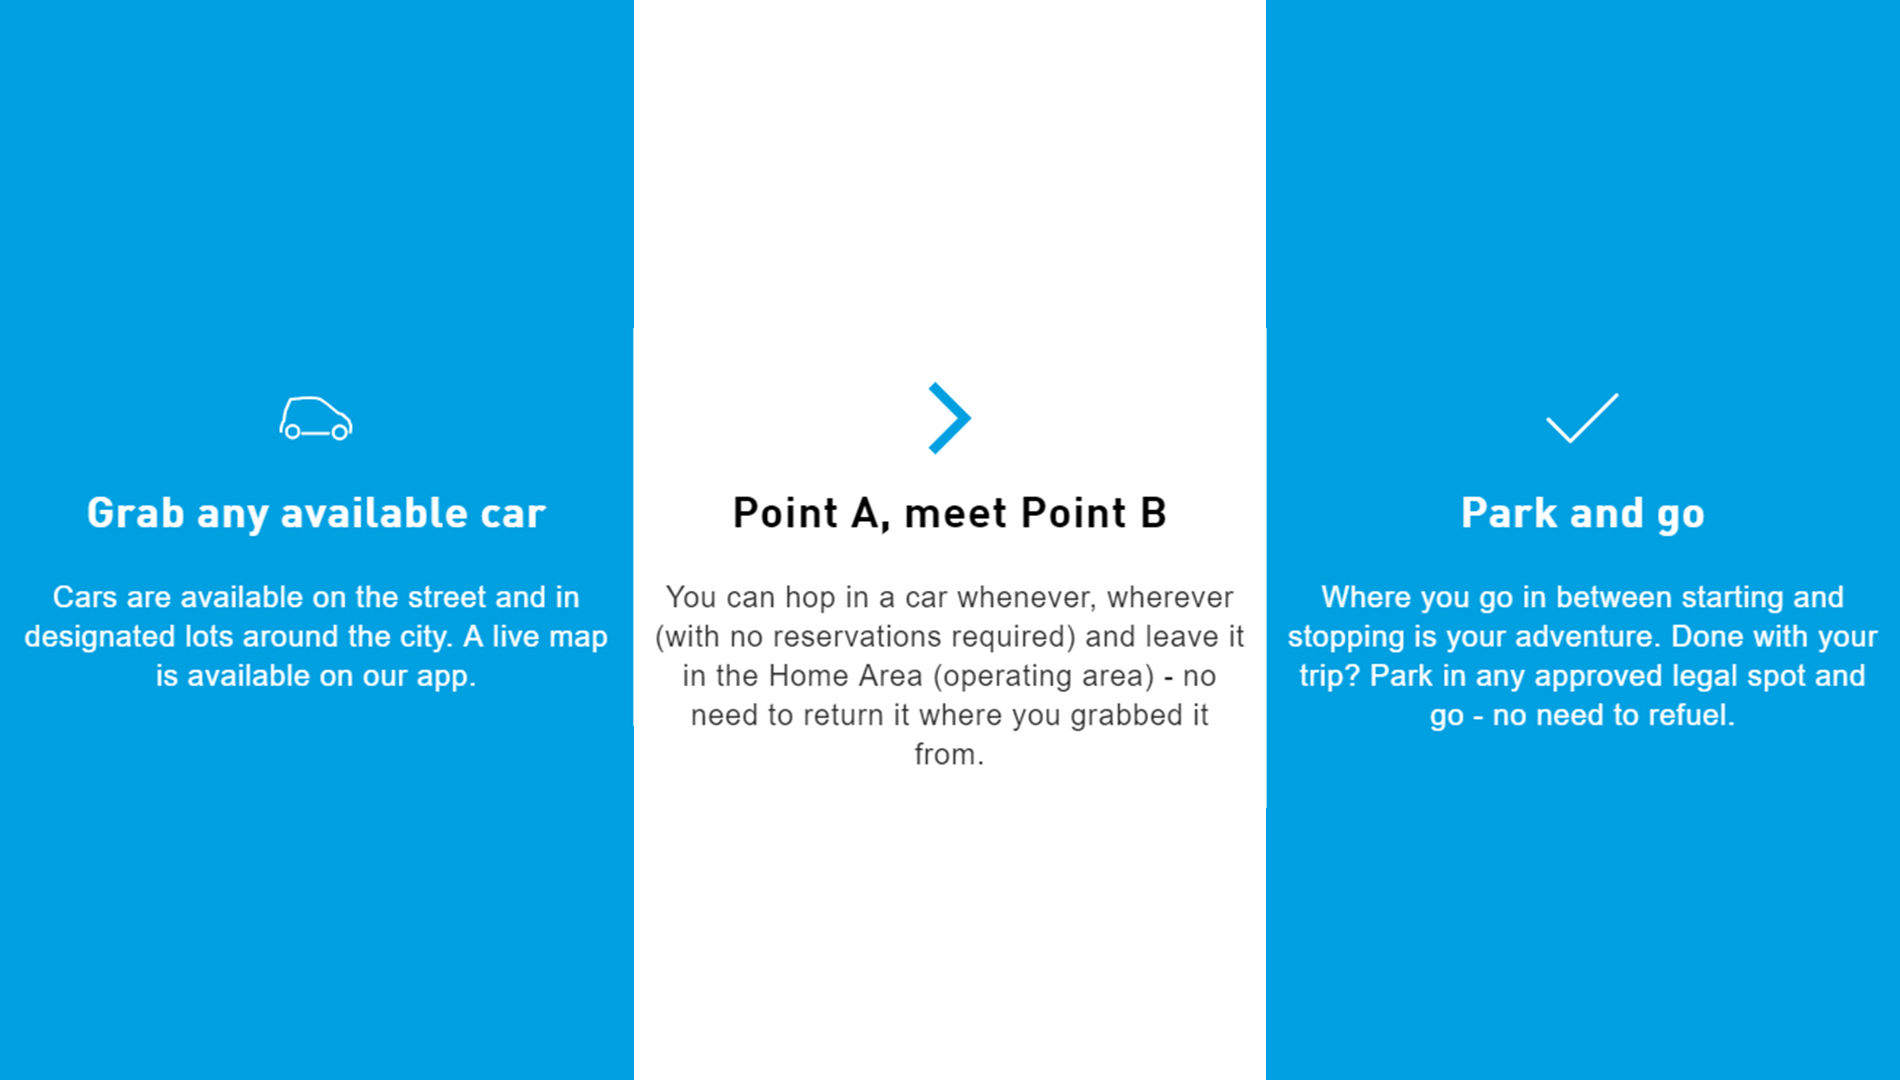 Grab any available car
Cars are available on the street and in
designated lots around the city. A live map
is available on our app.
Point A, meet Point B
You can hop in a car whenever, wherever
(with no reservations required) and leave it
in the Home Area (operating area) - no
need to return it where you grabbed it
from.
Park and go
Where you go in between starting and
stopping is your adventure. Done with your
trip? Park in any approved legal spot and
go - no need to refuel.